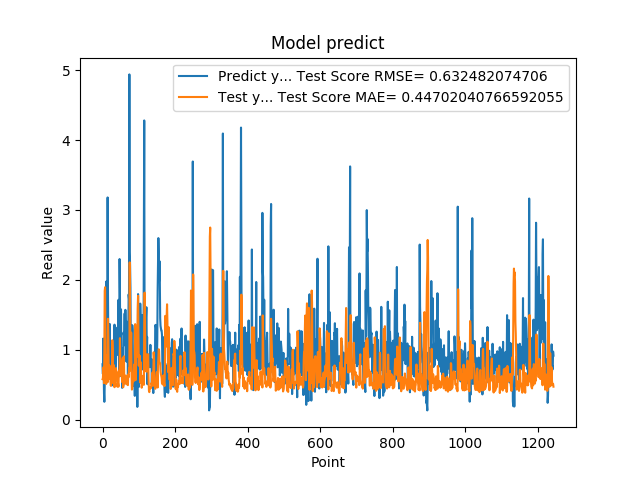 Model predict
Predict y... Test Score RMSE= 0.632482074706
Test y... Test Score MAE= 0.44702040766592055
Real value
5
4
3
2
1
0
0 200 400 600 800 1000 1200
Point